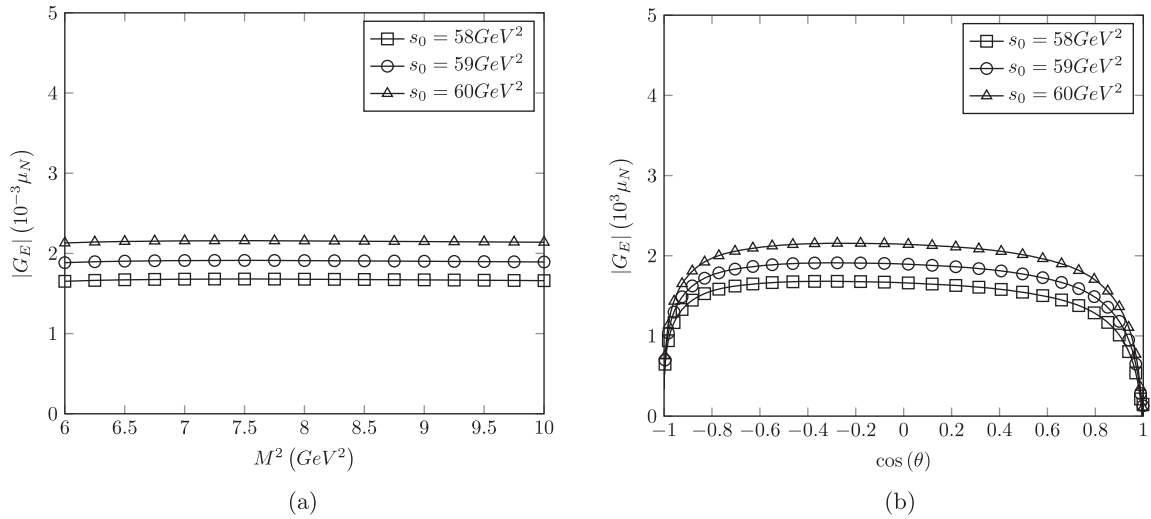 5
4
3
2
1
0
|G_E| (10^{-3} μ_N)
s_0 = 58GeV^2
s_0 = 59GeV^2
s_0 = 60GeV^2
6 6.5 7 7.5 8 8.5 9 9.5 10
M^2 (GeV^2)
(a)
5
4
3
2
1
0
|G_E| (10^3 μ_N)
s_0 = 58GeV^2
s_0 = 59GeV^2
s_0 = 60GeV^2
−1 −0.8 −0.6 −0.4 −0.2 0 0.2 0.4 0.6 0.8 1
cos (θ)
(b)